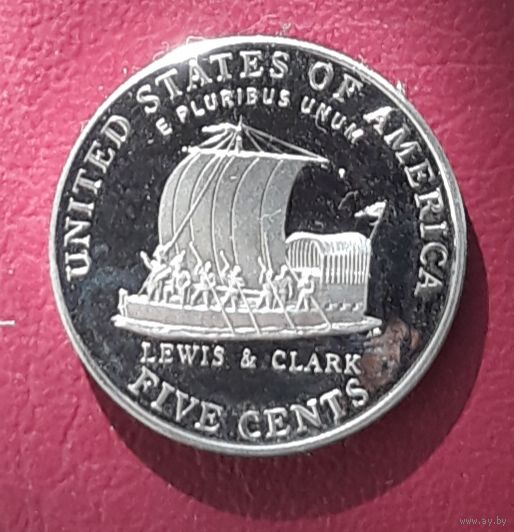 UNITED STATES OF AMERICA
E PLURIBUS UNUM
LEWIS & CLARK
FIVE CENTS
www.ay.by